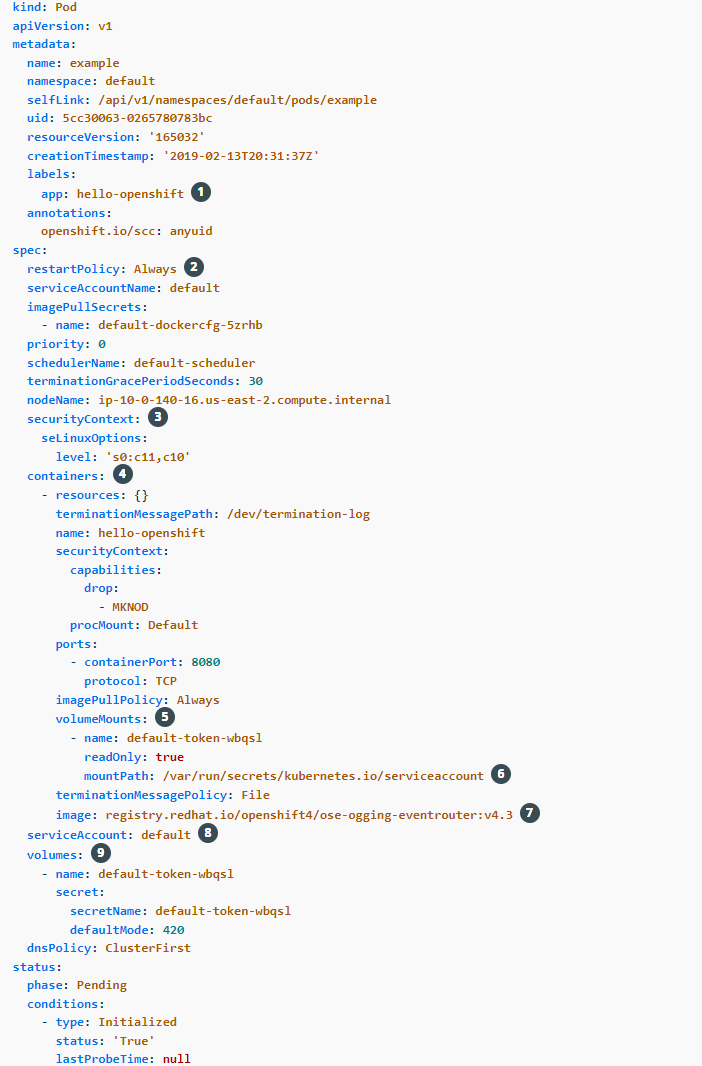 kind: Pod
apiVersion: v1
metadata:
  name: example
  namespace: default
  selfLink: /api/v1/namespaces/default/pods/example
  uid: 5cc30063-0265780783bc
  resourceVersion: '165032'
  creationTimestamp: '2019-02-13T20:31:37Z'
  labels:
    app: hello-openshift 1
  annotations:
    openshift.io/scc: anyuid
spec:
  restartPolicy: Always 2
  serviceAccountName: default
  imagePullSecrets:
    - name: default-dockercfg-5zrhb
  priority: 0
  schedulerName: default-scheduler
  terminationGracePeriodSeconds: 30
  nodeName: ip-10-0-140-16.us-east-2.compute.internal
  securityContext: 3
    seLinuxOptions:
      level: 's0:c11,c10'
  containers: 4
    - resources: {}
      terminationMessagePath: /dev/termination-log
      name: hello-openshift
      securityContext:
        capabilities:
          drop:
            - MKNOD
        procMount: Default
      ports:
        - containerPort: 8080
          protocol: TCP
      imagePullPolicy: Always
      volumeMounts: 5
        - name: default-token-wbqsl
          readOnly: true
          mountPath: /var/run/secrets/kubernetes.io/serviceaccount 6
      terminationMessagePolicy: File
      image: registry.redhat.io/openshift4/ose-ogging-eventrouter:v4.3 7
  serviceAccount: default 8
  volumes: 9
    - name: default-token-wbqsl
      secret:
        secretName: default-token-wbqsl
        defaultMode: 420
  dnsPolicy: ClusterFirst
status:
  phase: Pending
  conditions:
    - type: Initialized
      status: 'True'
      lastProbeTime: null